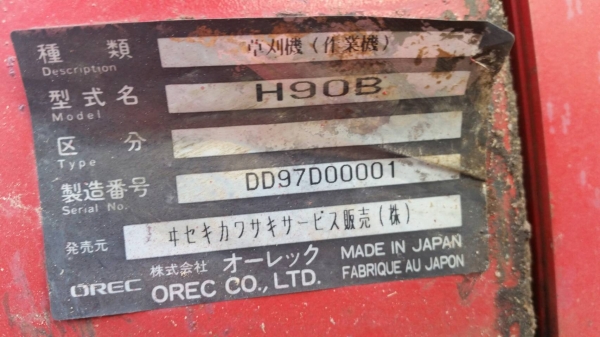 種類 草刈機(作業機)
Description
型式名 H90B
Model
区分
Type
製造番号 DD97D00001
Serial No.
発売元 ヰセキカワサキサービス販売(株)
株式会社 オーレック MADE IN JAPAN
OREC OREC CO., LTD. FABRIQUE AU JAPON